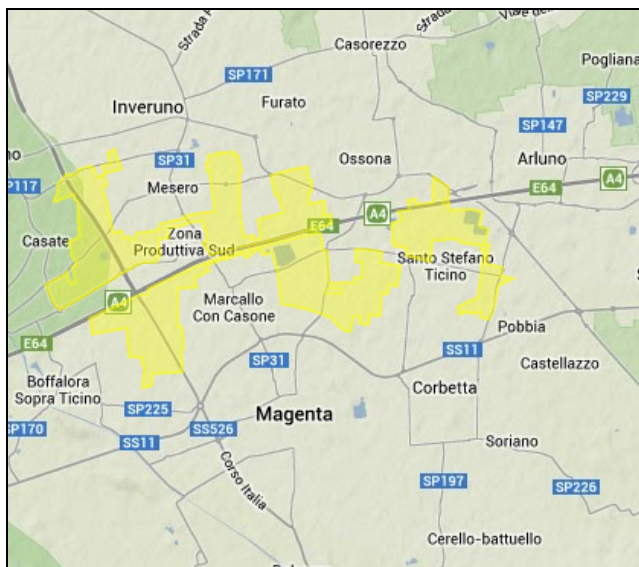 Strada
Casorezzo
Pogliana
SP171
Furato
SP229
Inveruno
SP147
Ossona
Arluno
SP31
SP117
Mesero
E64
A4
A4
E64
Casate
Zona
Produttiva Sud
Santo Stefano
Ticino
A4
Marcallo
Con Casone
Pobbia
E64
SS11
Castellazzo
SP31
Boffalora
Sopra Ticino
Corbetta
SP225
Magenta
SP170
SS11
SS526
Soriano
Corso Italia
SP197
SP226
Cerello-battuello